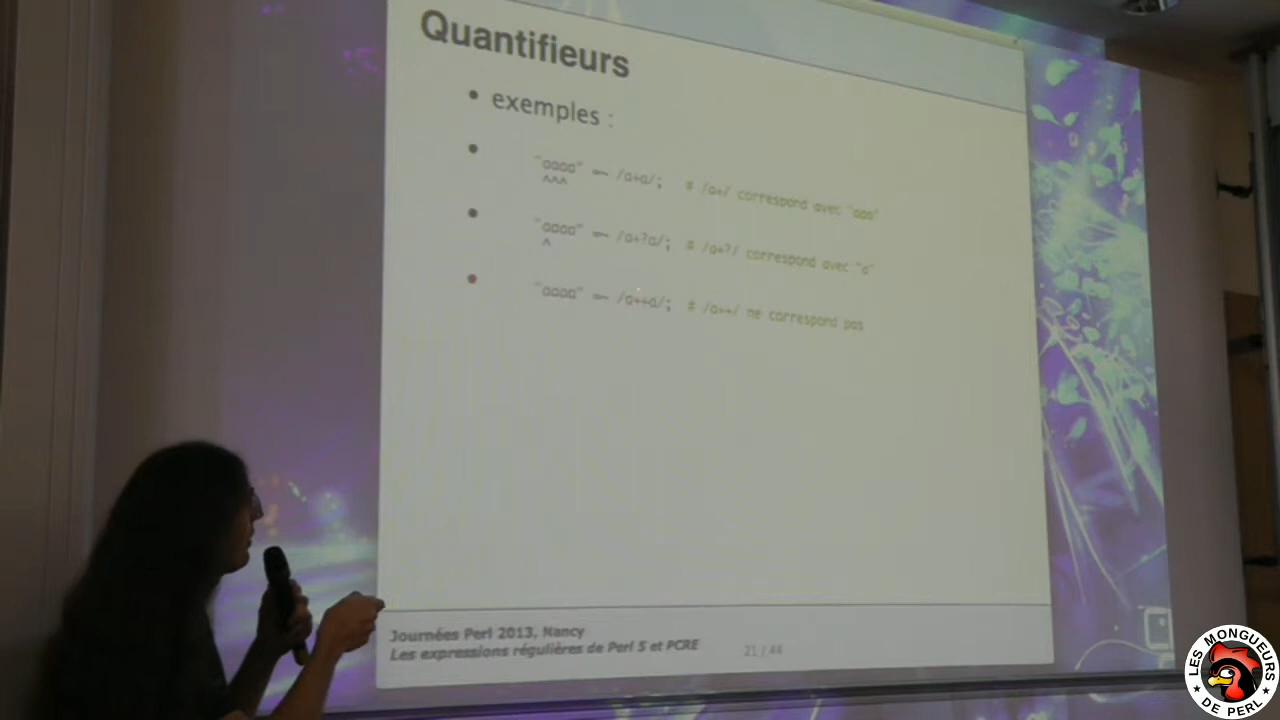 Quantifieurs
• exemples :
• "aaaa" =~ /a+a/; # /a+/ correspond avec "aaa"
^^^
• "aaaa" =~ /a+?a/; # /a+?/ correspond avec "a"
^
• "aaaa" =~ /a++a/; # /a++/ ne correspond pas
Journées Perl 2013, Nancy
Les expressions régulières de Perl 5 et PCRE
21 / 44
LES MONGUEURS
★ DE PERL ★